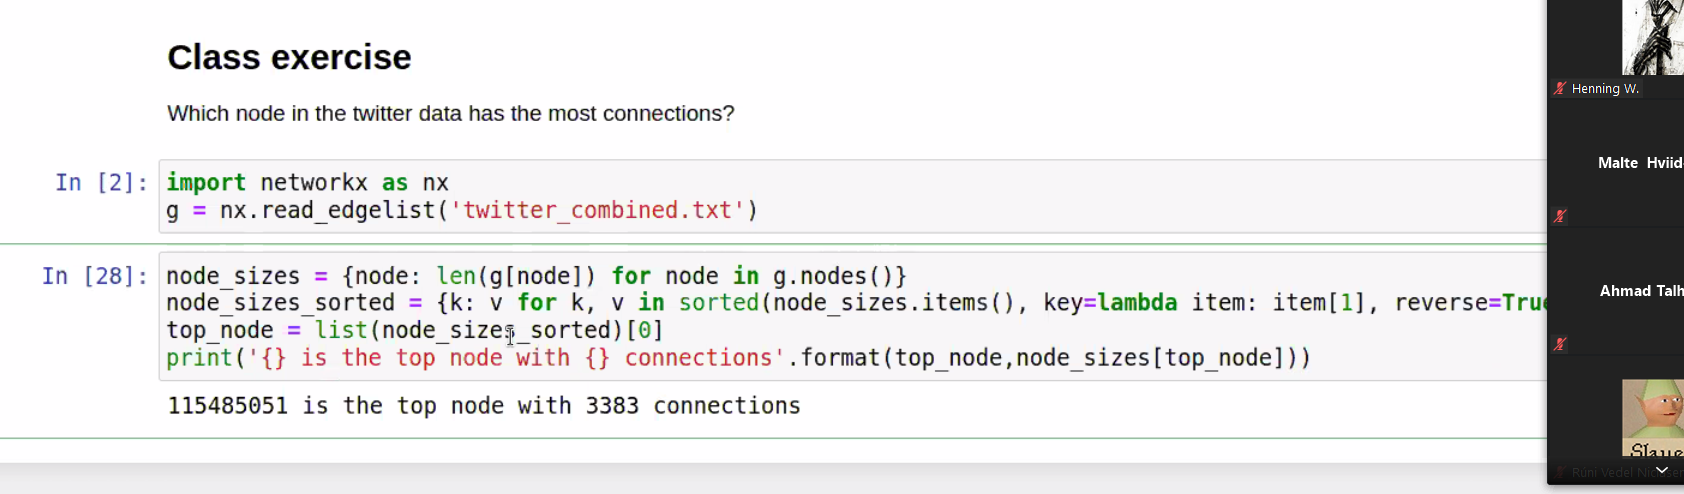 Class exercise
Which node in the twitter data has the most connections?
In [2]:
import networkx as nx
g = nx.read_edgelist('twitter_combined.txt')
In [28]:
node_sizes = {node: len(g[node]) for node in g.nodes()}
node_sizes_sorted = {k: v for k, v in sorted(node_sizes.items(), key=lambda item: item[1], reverse=True
top_node = list(node_sizes_sorted)[0]
print('{} is the top node with {} connections'.format(top_node,node_sizes[top_node]))
115485051 is the top node with 3383 connections
Henning W.
Malte Hviid
Ahmad Talh